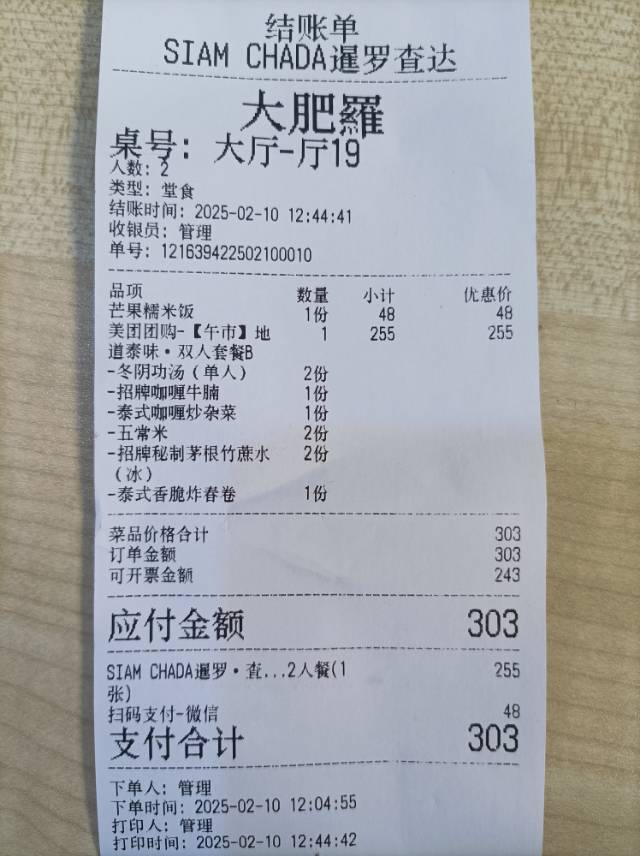 结账单
SIAM CHADA暹罗查达
大肥羅
桌号: 大厅-厅19
人数: 2
类型: 堂食
结账时间: 2025-02-10 12:44:41
收银员: 管理
单号: 121639422502100010
品项 数量 小计 优惠价
芒果糯米饭 1份 48 48
美团团购-【午市】地 1 255 255
道泰味·双人套餐B
-冬阴功汤(单人) 2份
-招牌咖喱牛腩 1份
-泰式咖喱炒杂菜 1份
-五常米 2份
-招牌秘制茅根竹蔗水 2份
(冰)
-泰式香脆炸春卷 1份
菜品价格合计 303
订单金额 303
可开票金额 243
应付金额 303
SIAM CHADA暹罗·查...2人餐(1 255
张)
扫码支付-微信 48
支付合计 303
下单人: 管理
下单时间: 2025-02-10 12:04:55
打印人: 管理
打印时间: 2025-02-10 12:44:42